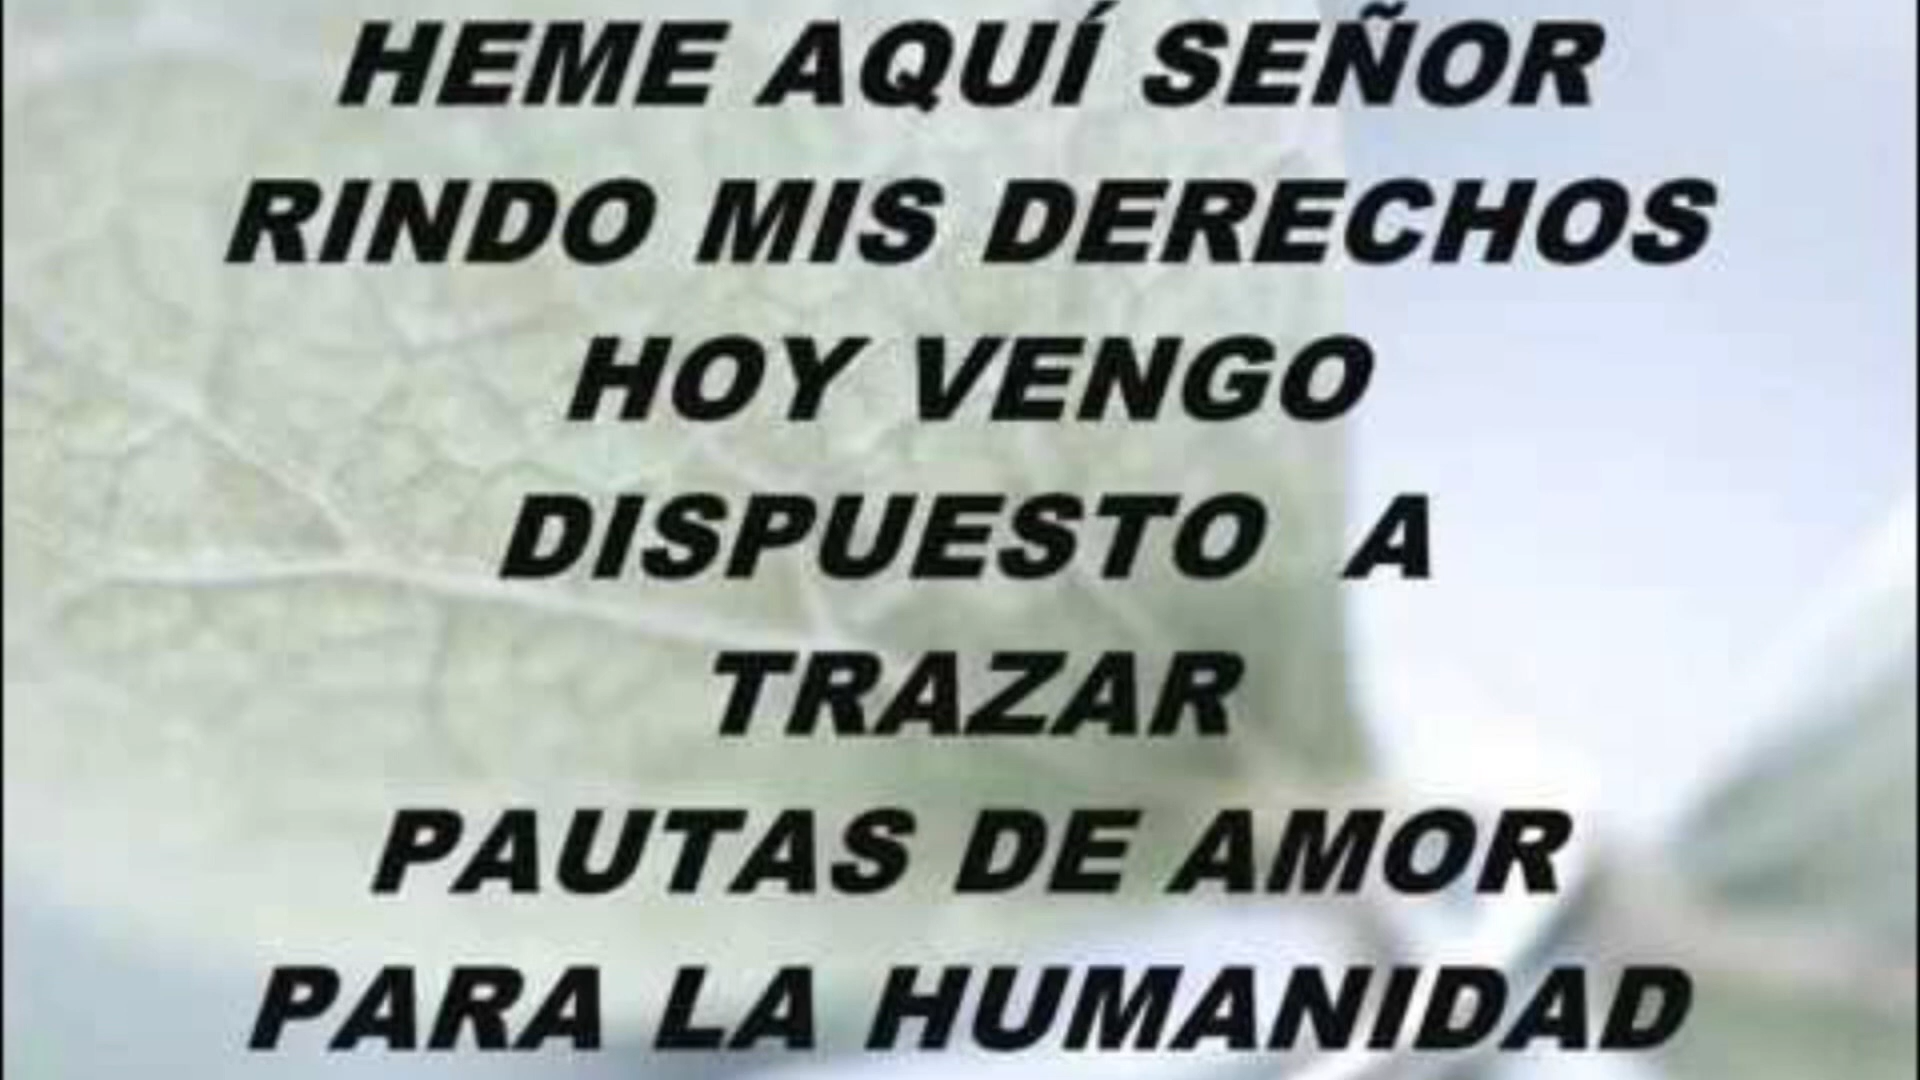 HEME AQUÍ SEÑOR
RINDO MIS DERECHOS
HOY VENGO
DISPUESTO A
TRAZAR
PAUTAS DE AMOR
PARA LA HUMANIDAD